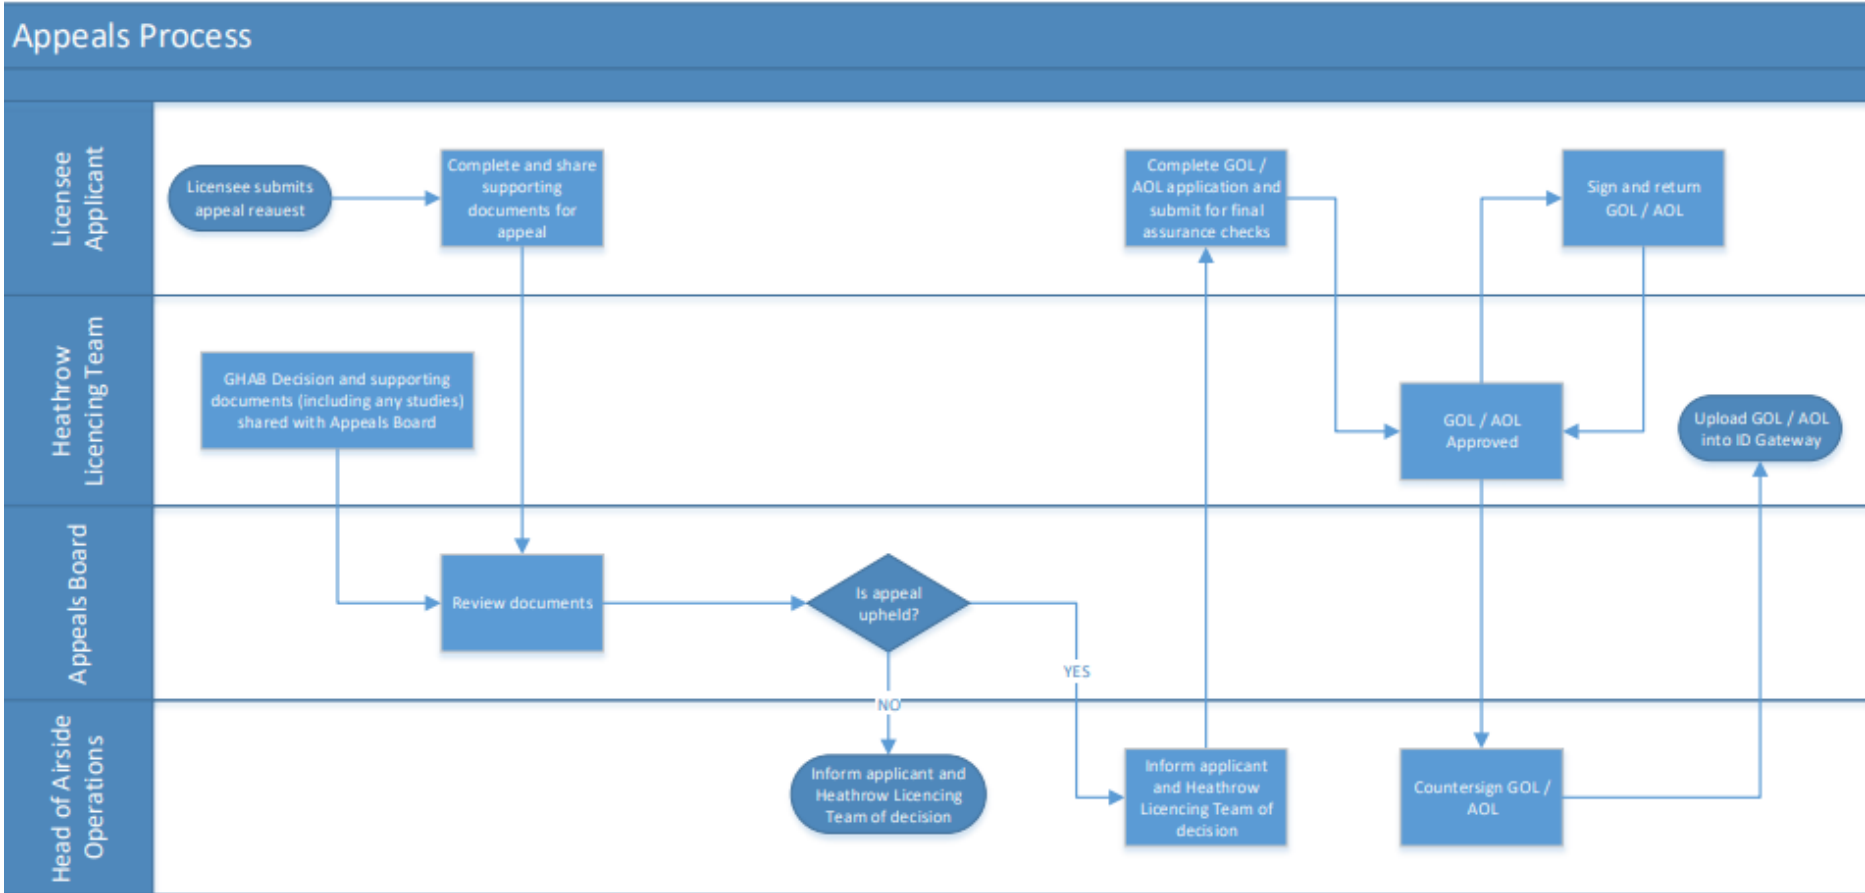 Appeals Process
Licensee
Applicant
Licensee submits
appeal reauest
Complete and share
supporting
documents for
appeal
Complete GOL /
AOL application and
submit for final
assurance checks
Sign and return
GOL / AOL
Heathrow
Licencing Team
GHAB Decision and supporting
documents (including any studies)
shared with Appeals Board
GOL / AOL
Approved
Upload GOL / AOL
into ID Gateway
Appeals Board
Review documents
Is appeal
upheld?
YES
NO
Head of Airside
Operations
Inform applicant and
Heathrow Licencing
Team of decision
Inform applicant
and Heathrow
Licencing Team of
decision
Countersign GOL /
AOL